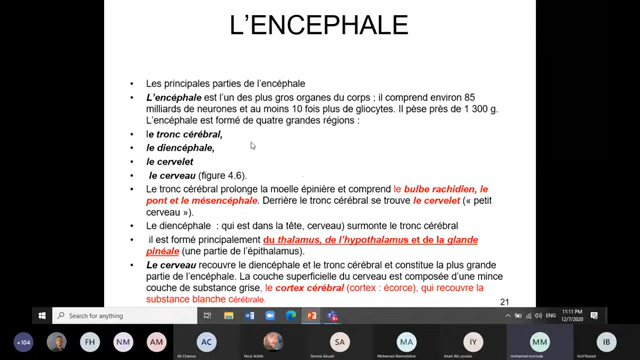 L'ENCEPHALE
• Les principales parties de l'encéphale
• L'encéphale est l'un des plus gros organes du corps ; il comprend environ 85
milliards de neurones et au moins 10 fois plus de gliocytes. Il pèse près de 1 300 g.
L'encéphale est formé de quatre grandes régions :
• le tronc cérébral,
• le diencéphale,
• le cervelet
• le cerveau (figure 4.6).
• Le tronc cérébral prolonge la moelle épinière et comprend le bulbe rachidien, le
pont et le mésencéphale. Derrière le tronc cérébral se trouve le cervelet (« petit
cerveau »).
• Le diencéphale : qui est dans la tête, cerveau) surmonte le tronc cérébral
• il est formé principalement du thalamus, de l'hypothalamus et de la glande
pinéale (une partie de l'épithalamus).
• Le cerveau recouvre le diencéphale et le tronc cérébral et constitue la plus grande
partie de l'encéphale. La couche superficielle du cerveau est composée d'une mince
couche de substance grise, le cortex cérébral (cortex : écorce), qui recouvre la
substance blanche cérébrale.
21
Search for anything
11:11 PM
12/7/2020
+104
FH
NM
AM
AC
SA
MA
IY
MM
IB
Ali Chamas